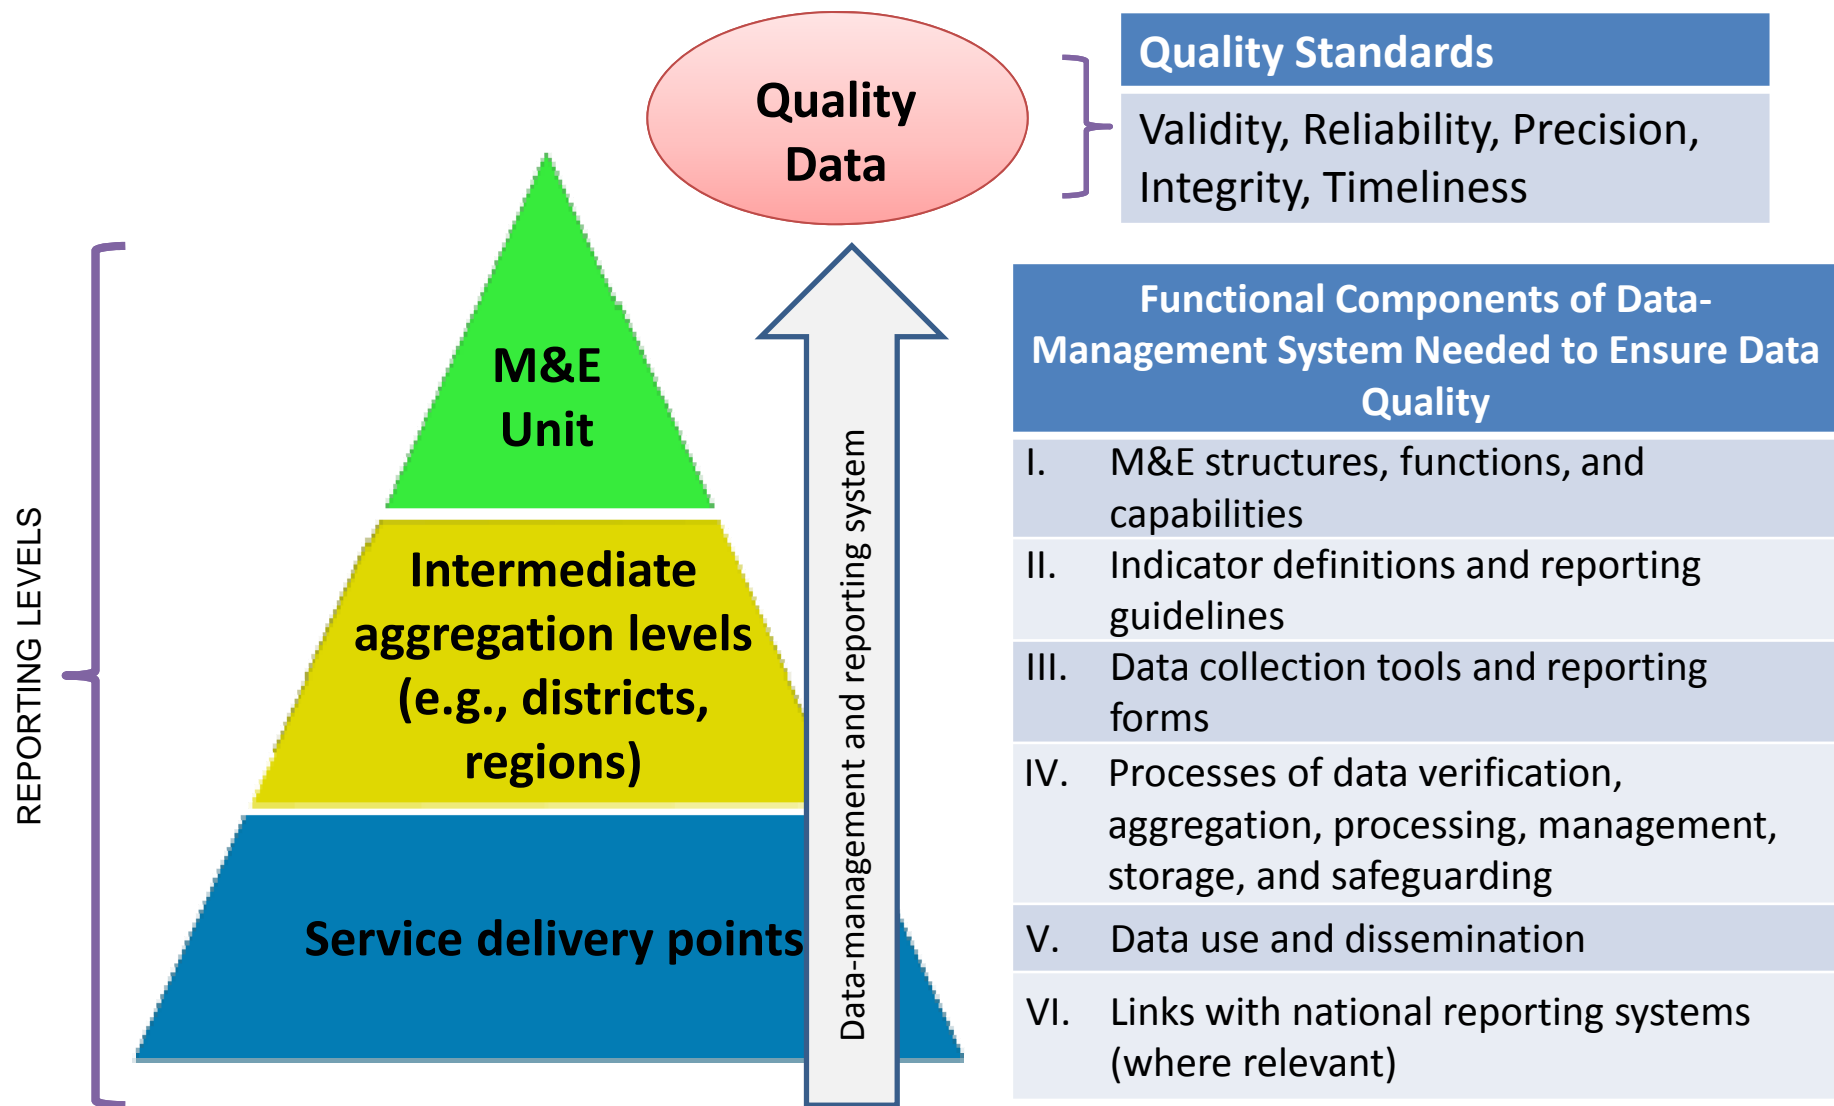 Quality
Data
Quality Standards
Validity, Reliability, Precision,
Integrity, Timeliness
REPORTING LEVELS
M&E
Unit
Intermediate
aggregation levels
(e.g., districts,
regions)
Service delivery points
Data-management and reporting system
Functional Components of Data-
Management System Needed to Ensure Data
Quality
I. M&E structures, functions, and
capabilities
II. Indicator definitions and reporting
guidelines
III. Data collection tools and reporting
forms
IV. Processes of data verification,
aggregation, processing, management,
storage, and safeguarding
V. Data use and dissemination
VI. Links with national reporting systems
(where relevant)